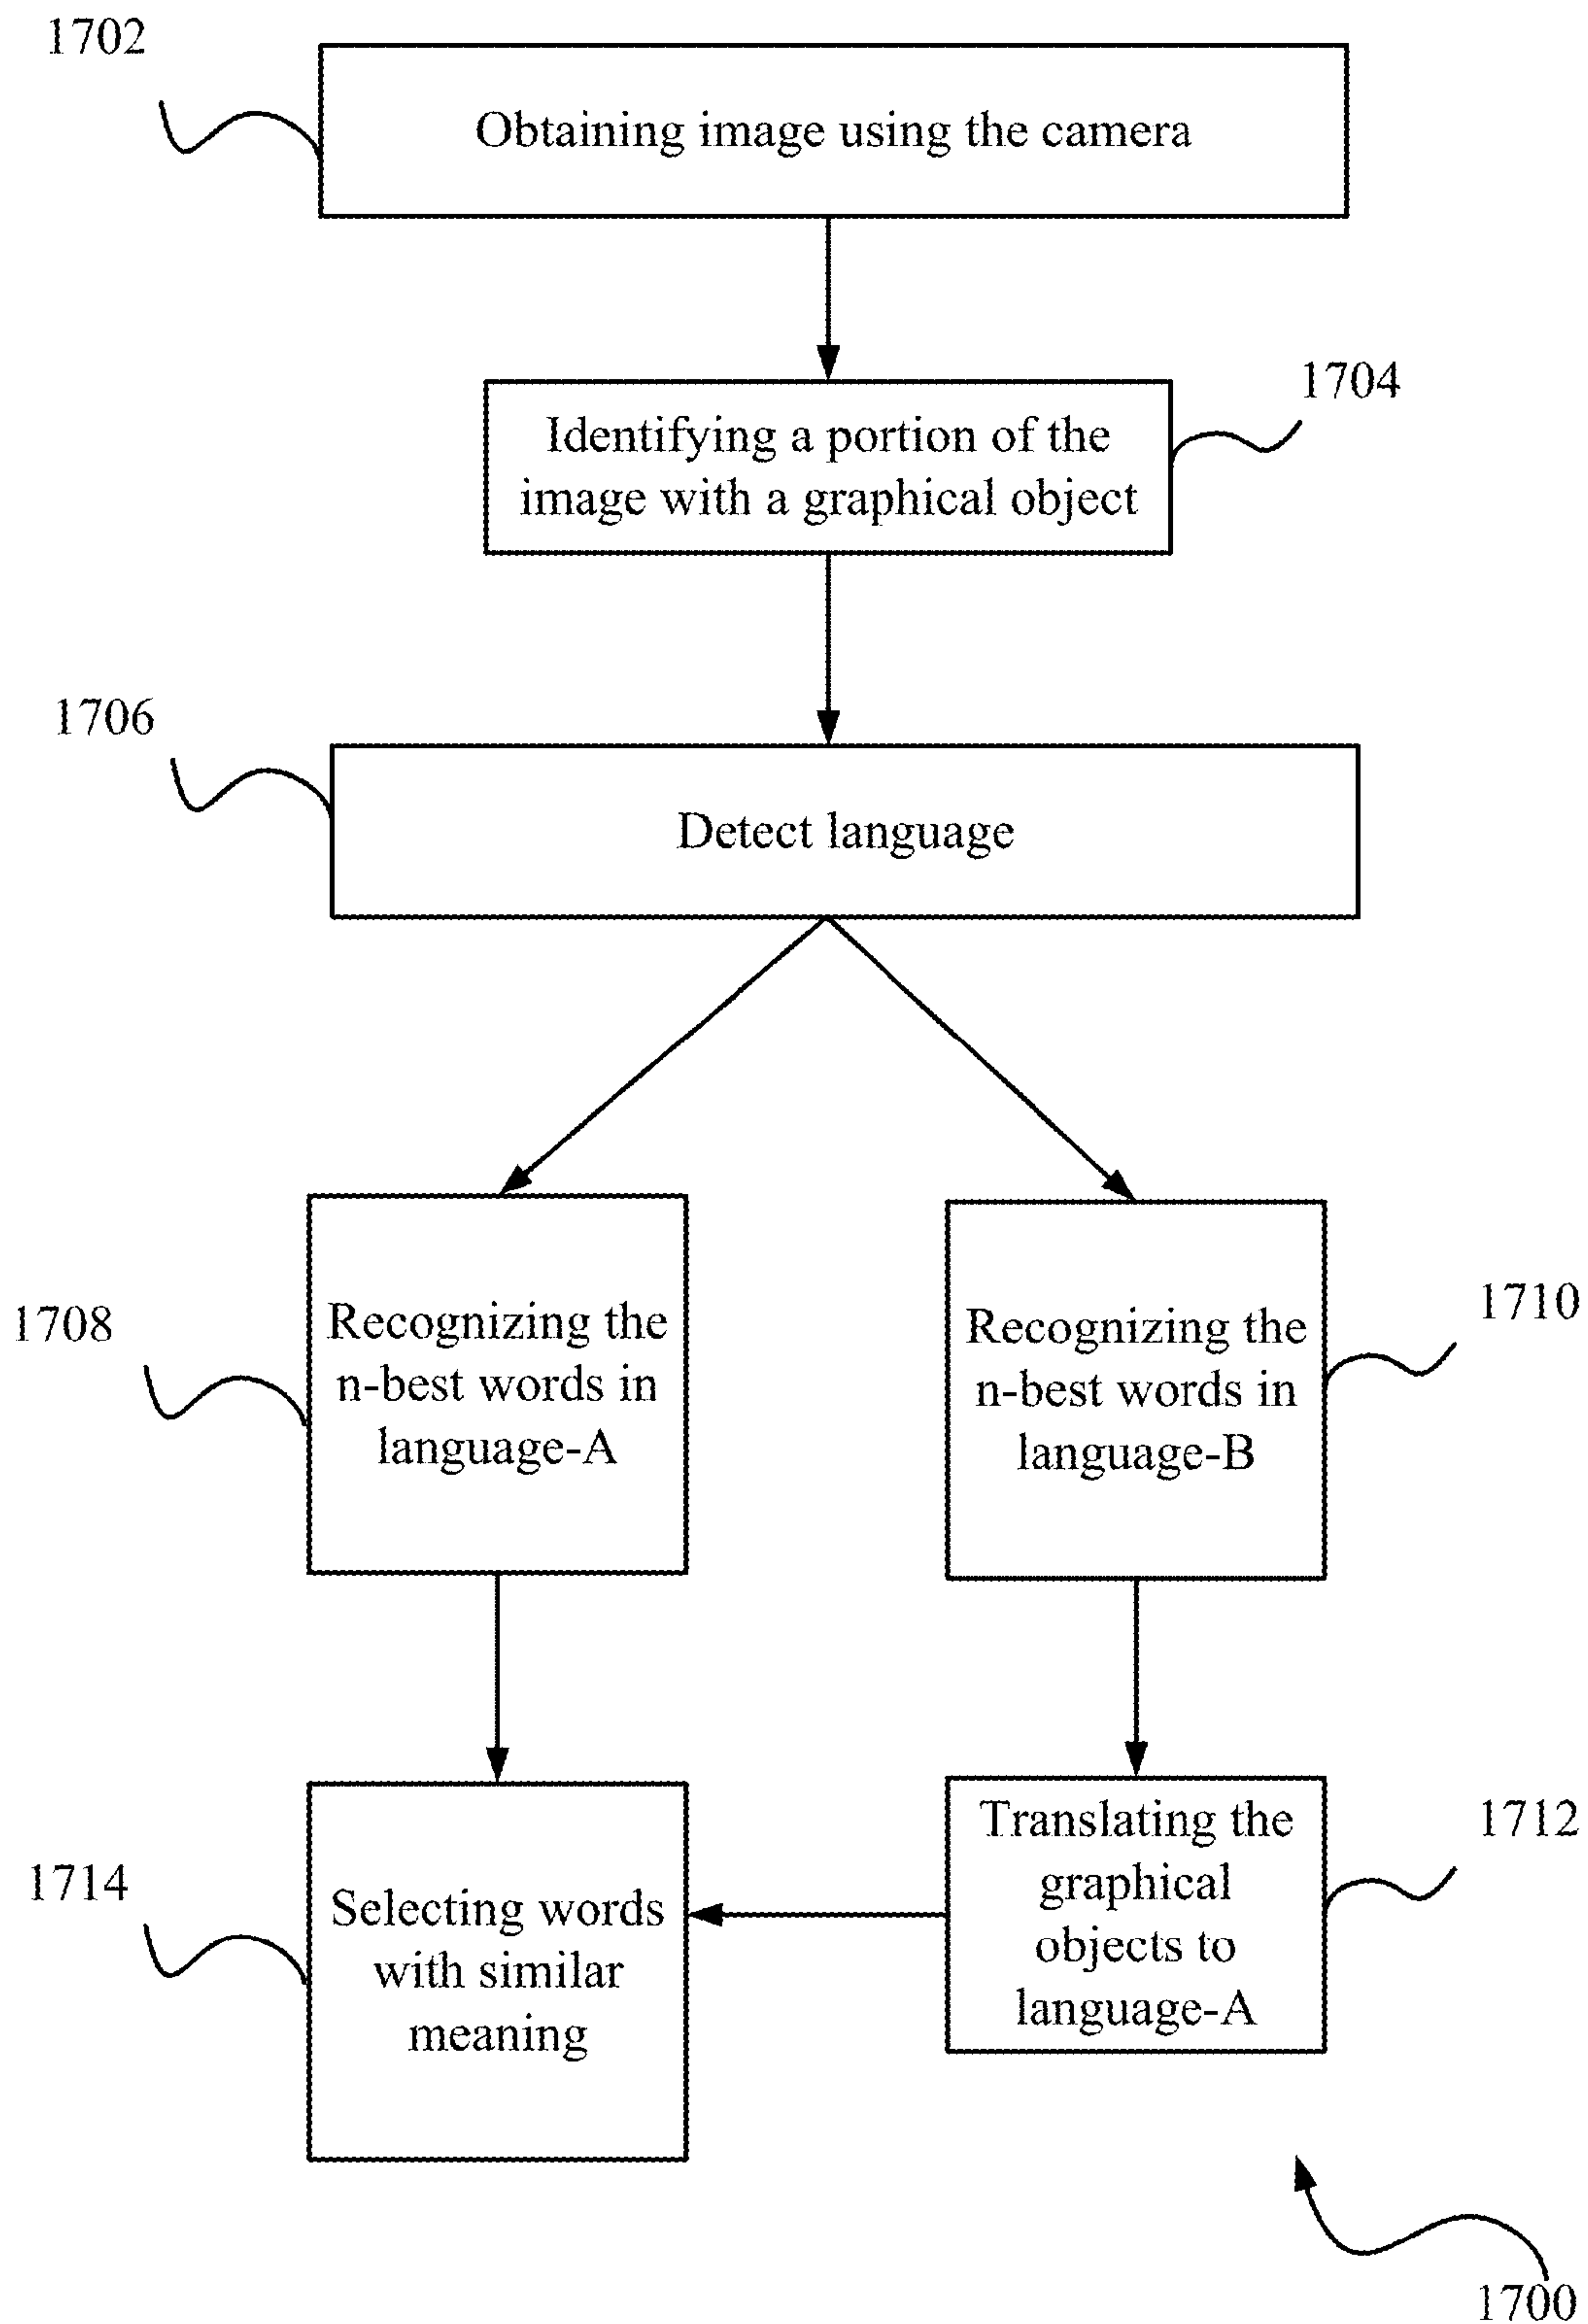 1702
Obtaining image using the camera
1704
Identifying a portion of the
image with a graphical object
1706
Detect language
1708
Recognizing the
n-best words in
language-A
1710
Recognizing the
n-best words in
language-B
1714
Selecting words
with similar
meaning
1712
Translating the
graphical
objects to
language-A
1700